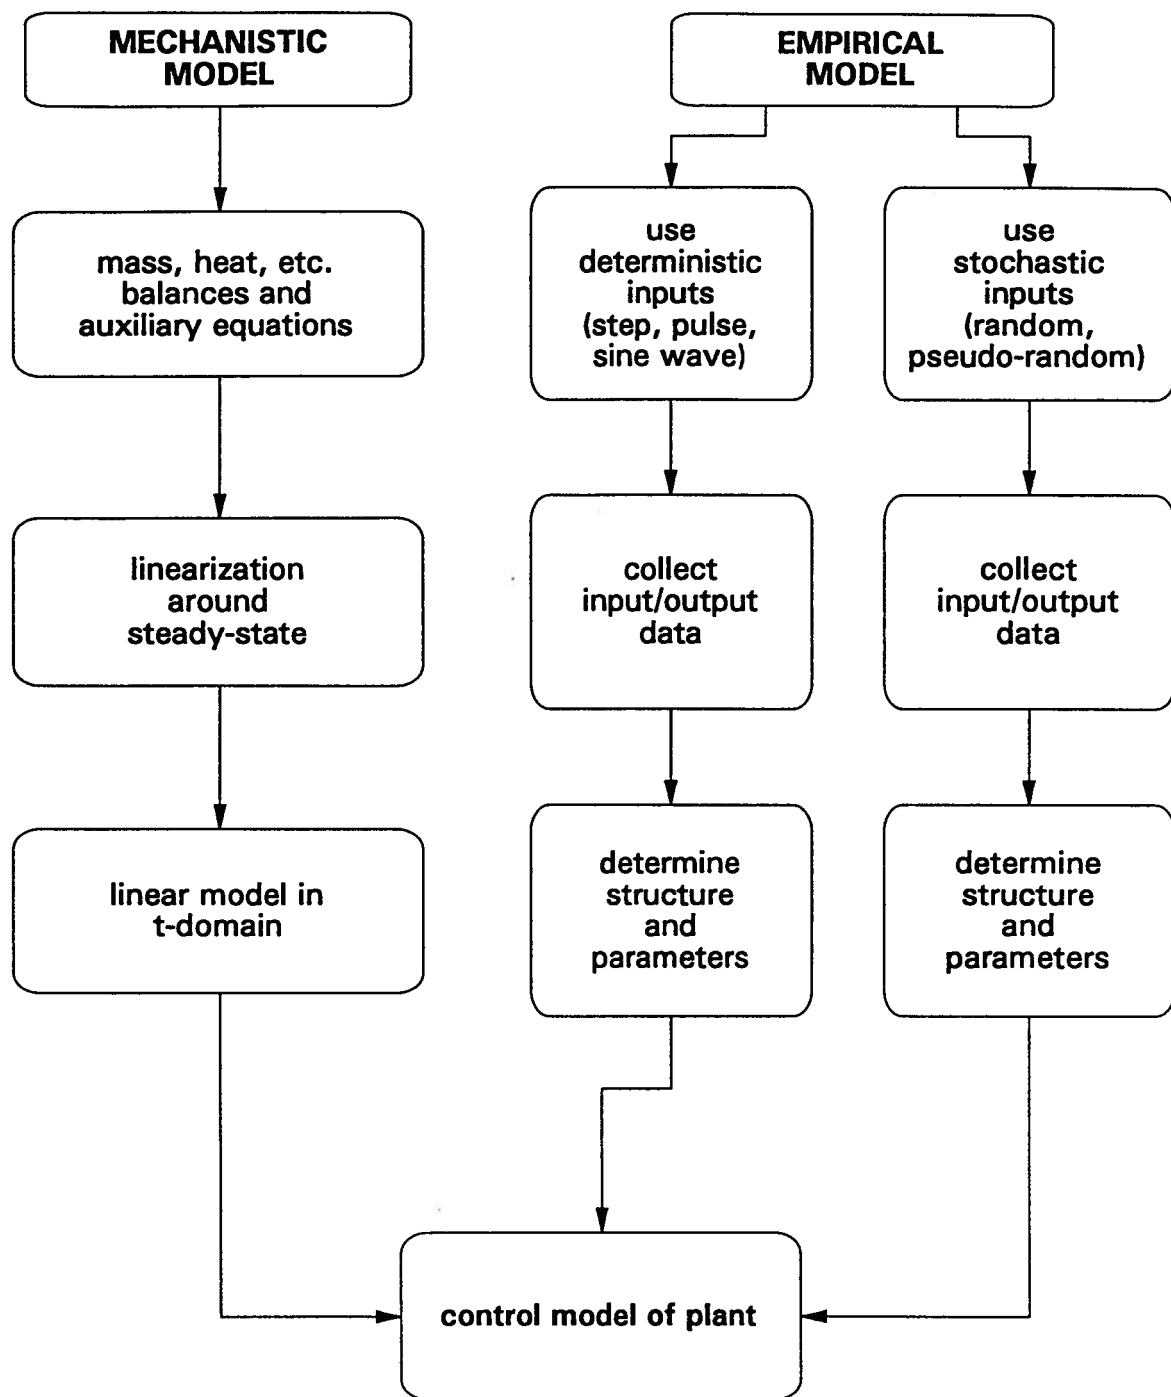 MECHANISTIC
MODEL
mass, heat, etc.
balances and
auxiliary equations
linearization
around
steady-state
linear model in
t-domain
EMPIRICAL
MODEL
use
deterministic
inputs
(step, pulse,
sine wave)
collect
input/output
data
determine
structure
and
parameters
use
stochastic
inputs
(random,
pseudo-random)
collect
input/output
data
determine
structure
and
parameters
control model of plant